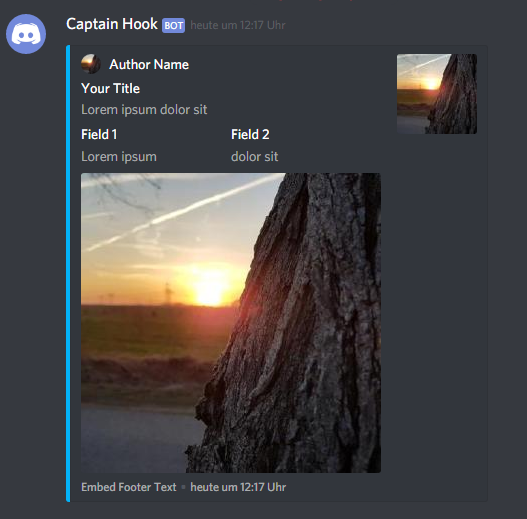 Captain Hook BOT heute um 12:17 Uhr
Author Name
Your Title
Lorem ipsum dolor sit
Field 1 Field 2
Lorem ipsum dolor sit
Embed Footer Text • heute um 12:17 Uhr